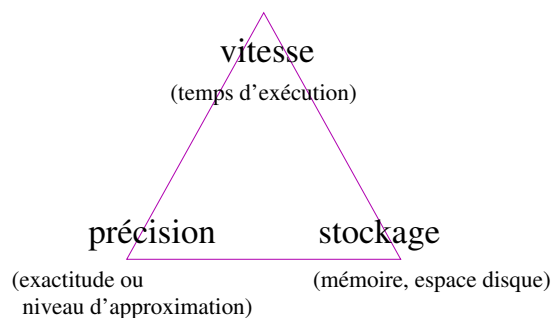 vitesse
(temps d’exécution)
précision
stockage
(exactitude ou
niveau d’approximation)
(mémoire, espace disque)